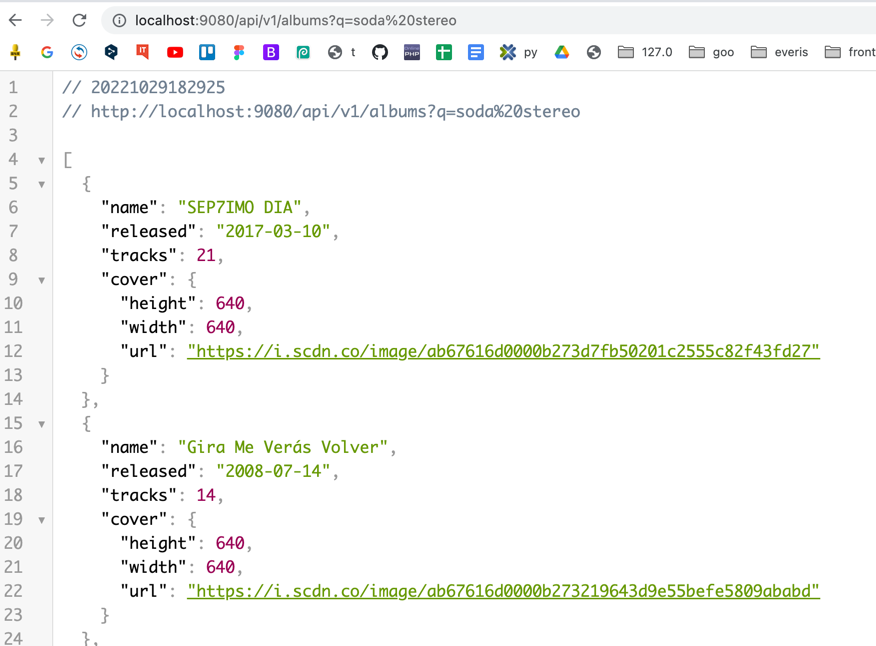 localhost:9080/api/v1/albums?q=soda%20stereo
G IT B t PHP py 127.0 goo everis front
1 // 20221029182925
2 // http://localhost:9080/api/v1/albums?q=soda%20stereo
3
4 ▼ [
5 ▼ {
6 "name": "SEP7IMO DIA",
7 "released": "2017-03-10",
8 "tracks": 21,
9 ▼ "cover": {
10 "height": 640,
11 "width": 640,
12 "url": "https://i.scdn.co/image/ab67616d0000b273d7fb50201c2555c82f43fd27"
13 }
14 },
15 ▼ {
16 "name": "Gira Me Verás Volver",
17 "released": "2008-07-14",
18 "tracks": 14,
19 ▼ "cover": {
20 "height": 640,
21 "width": 640,
22 "url": "https://i.scdn.co/image/ab67616d0000b273219643d9e55befe5809ababd"
23 }
24 },